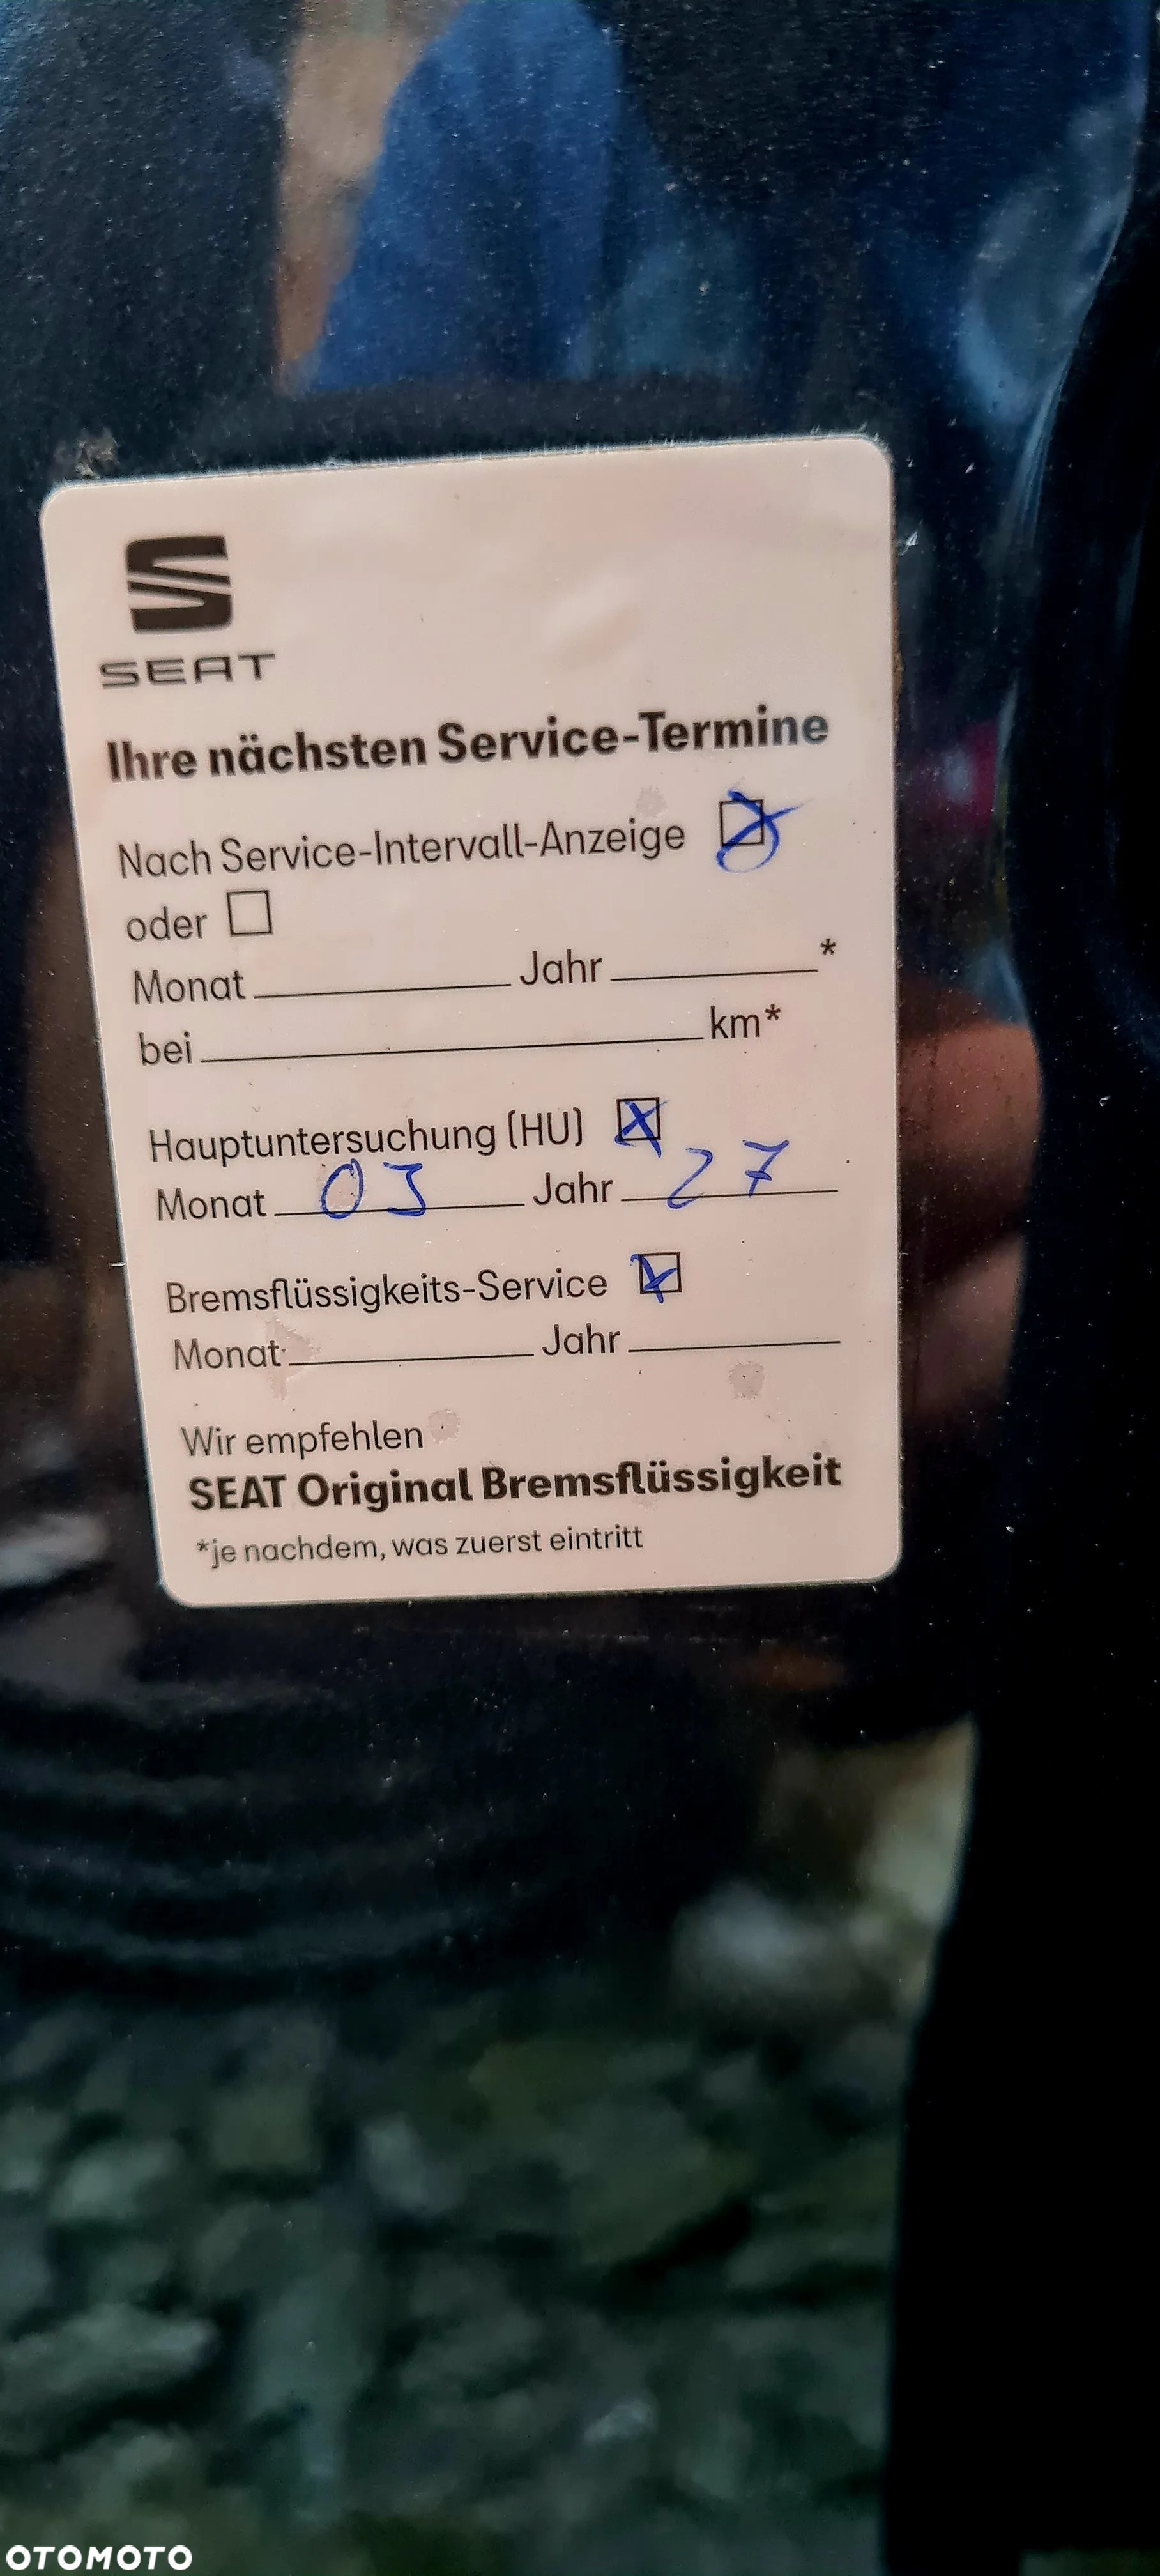 SEAT
Ihre nächsten Service-Termine
Nach Service-Intervall-Anzeige
oder
Monat Jahr *
bei km*
Hauptuntersuchung (HU)
Monat 03 Jahr 27
Bremsflüssigkeits-Service
Monat Jahr
Wir empfehlen
SEAT Original Bremsflüssigkeit
*je nachdem, was zuerst eintritt
OTOMOTO